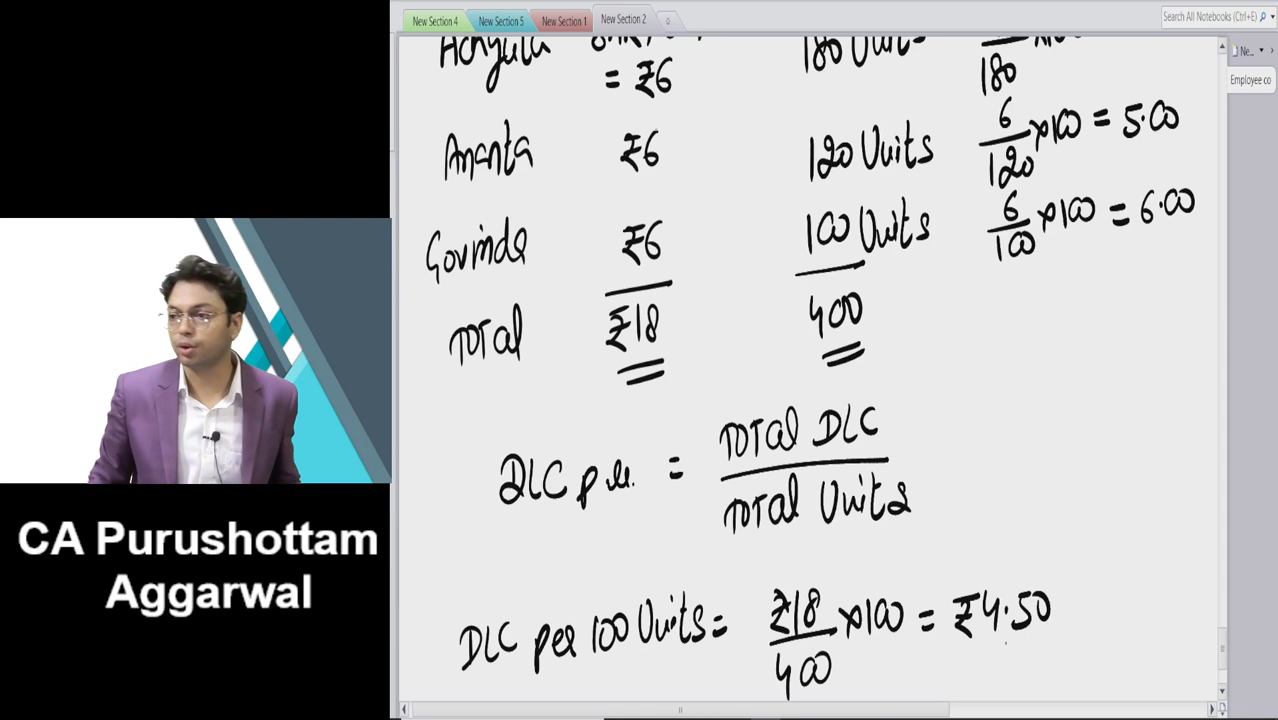 New Section 4 New Section 5 New Section 1 New Section 2
Search All Notebooks (Ctrl+E)
Ne...
Employee co
Achyuta 180 Units
= ₹6 180
Ananta ₹6 120 Units 6/120 ×100 = 5.00
Govinda ₹6 100 Units 6/100 ×100 = 6.00
Total ₹18 400
DLC p.u. = Total DLC / Total Units
DLC per 100 Units = ₹18/400 ×100 = ₹4.50
CA Purushottam
Aggarwal